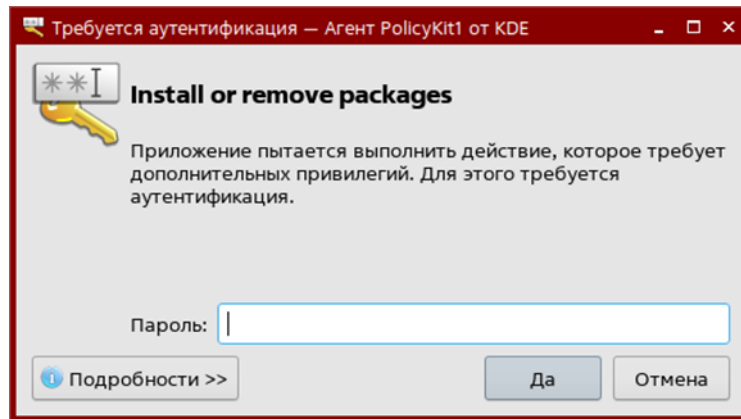 Требуется аутентификация — Агент PolicyKit1 от KDE
Install or remove packages
Приложение пытается выполнить действие, которое требует
дополнительных привилегий. Для этого требуется
аутентификация.
Пароль:
Подробности >>
Да
Отмена